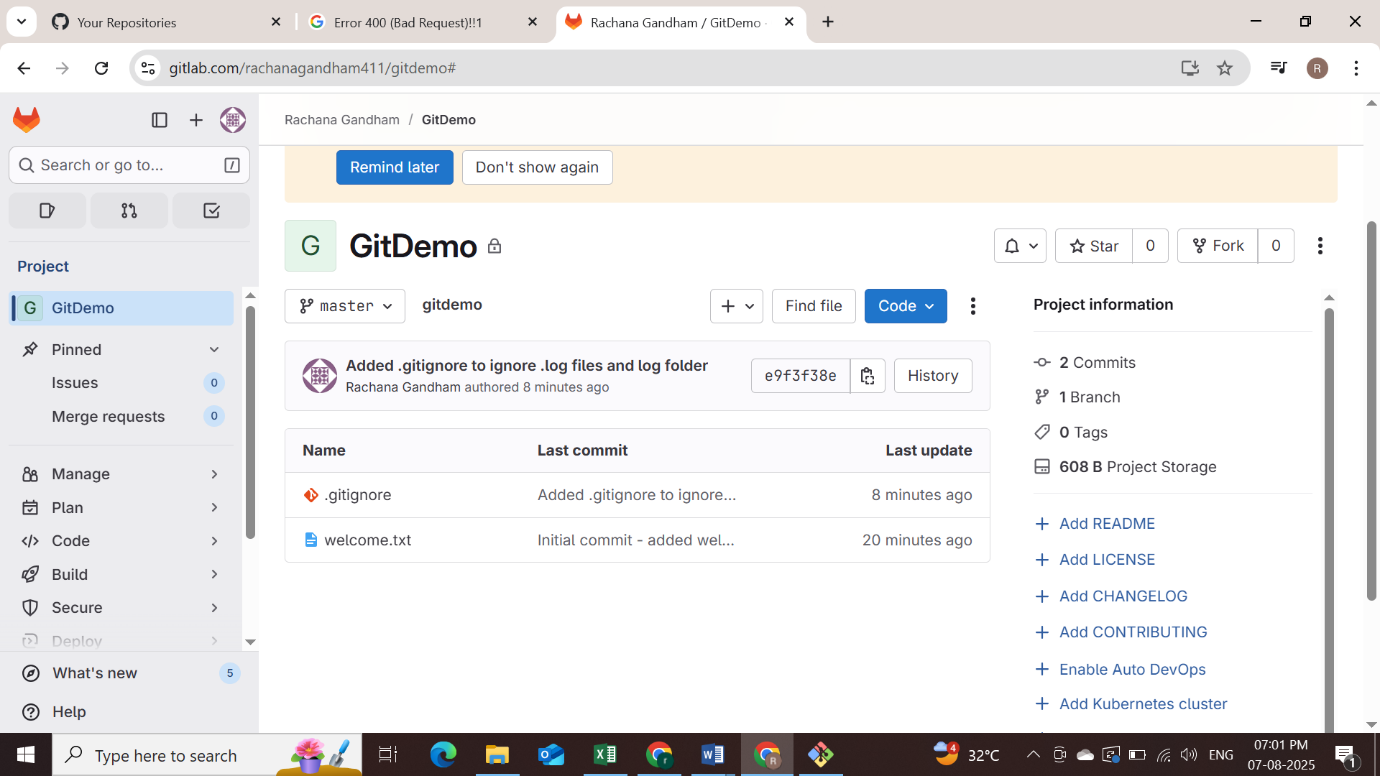 Your Repositories
Error 400 (Bad Request)!!1
Rachana Gandham / GitDemo ·
gitlab.com/rachanagandham411/gitdemo#
R
Rachana Gandham / GitDemo
Search or go to...
/
Remind later
Don't show again
G
GitDemo
Star 0
Fork 0
Project
G GitDemo
Pinned
Issues 0
Merge requests 0
Manage
Plan
Code
Build
Secure
Deploy
What's new 5
Help
master
gitdemo
Find file
Code
Added .gitignore to ignore .log files and log folder
Rachana Gandham authored 8 minutes ago
e9f3f38e
History
Name Last commit Last update
.gitignore Added .gitignore to ignore... 8 minutes ago
welcome.txt Initial commit - added wel... 20 minutes ago
Project information
2 Commits
1 Branch
0 Tags
608 B Project Storage
Add README
Add LICENSE
Add CHANGELOG
Add CONTRIBUTING
Enable Auto DevOps
Add Kubernetes cluster
Type here to search
4
32°C
ENG
07:01 PM
07-08-2025
1